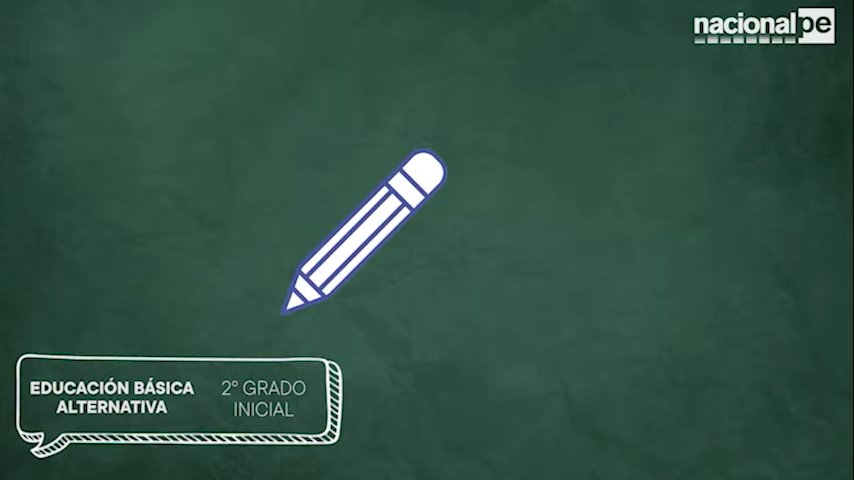 nacionalpe
EDUCACIÓN BÁSICA
ALTERNATIVA
2° GRADO
INICIAL